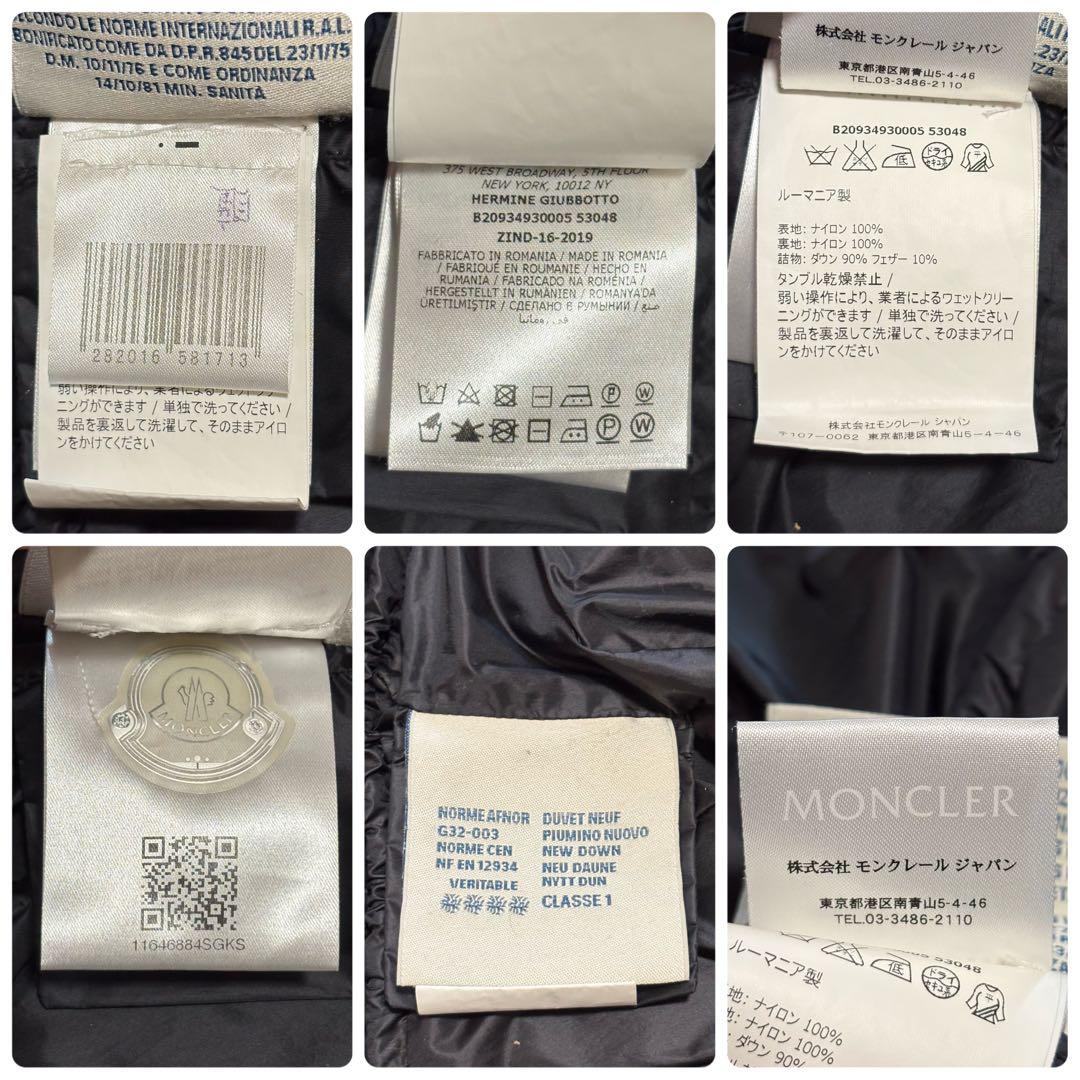 SECONDO LE NORME INTERNAZIONALI R.A.L.
BONIFICATO COME DA D.P.R. 845 DEL 23/1/75
D.M. 10/11/76 E COME ORDINANZA
14/10/81 MIN. SANITÀ
282016 581713
弱い操作により、業者によるウェットクリー
ニングができます / 単独で洗ってください /
製品を裏返して洗濯して、そのままアイロ
ンをかけてください
375 WEST BROADWAY, 5TH FLOOR
NEW YORK, 10012 NY
HERMINE GIUBBOTTO
B20934930005 53048
ZIND-16-2019
FABBRICATO IN ROMANIA / MADE IN ROMANIA
/ FABRIQUÉ EN ROUMANIE / HECHO EN
RUMANIA / FABRICADO NA ROMÉNIA /
HERGESTELLT IN RUMÄNIEN / ROMANYA'DA
ÜRETİLMİŞTİR / СДЕЛАНО В РУМЫНИИ / صنع
في رومانيا
P W
P W
株式会社 モンクレール ジャパン
東京都港区南青山5-4-46
TEL.03-3486-2110
B20934930005 53048
低 ドライ セキユ系
ルーマニア製
表地: ナイロン 100%
裏地: ナイロン 100%
詰物: ダウン 90% フェザー 10%
タンブル乾燥禁止 /
弱い操作により、業者によるウェットクリー
ニングができます / 単独で洗ってください /
製品を裏返して洗濯して、そのままアイロ
ンをかけてください
株式会社モンクレール ジャパン
〒107-0062 東京都港区南青山5-4-46
MONCLER
11646884SGKS
NORME AFNOR
G32-003
NORME CEN
NF EN 12934
VERITABLE
DUVET NEUF
PIUMINO NUOVO
NEW DOWN
NEU DAUNE
NYTT DUN
CLASSE 1
MONCLER
株式会社 モンクレール ジャパン
東京都港区南青山5-4-46
TEL.03-3486-2110
53048
低 ドライ セキユ系
ルーマニア製
地: ナイロン 100%
地: ナイロン 100%
ダウン 90%